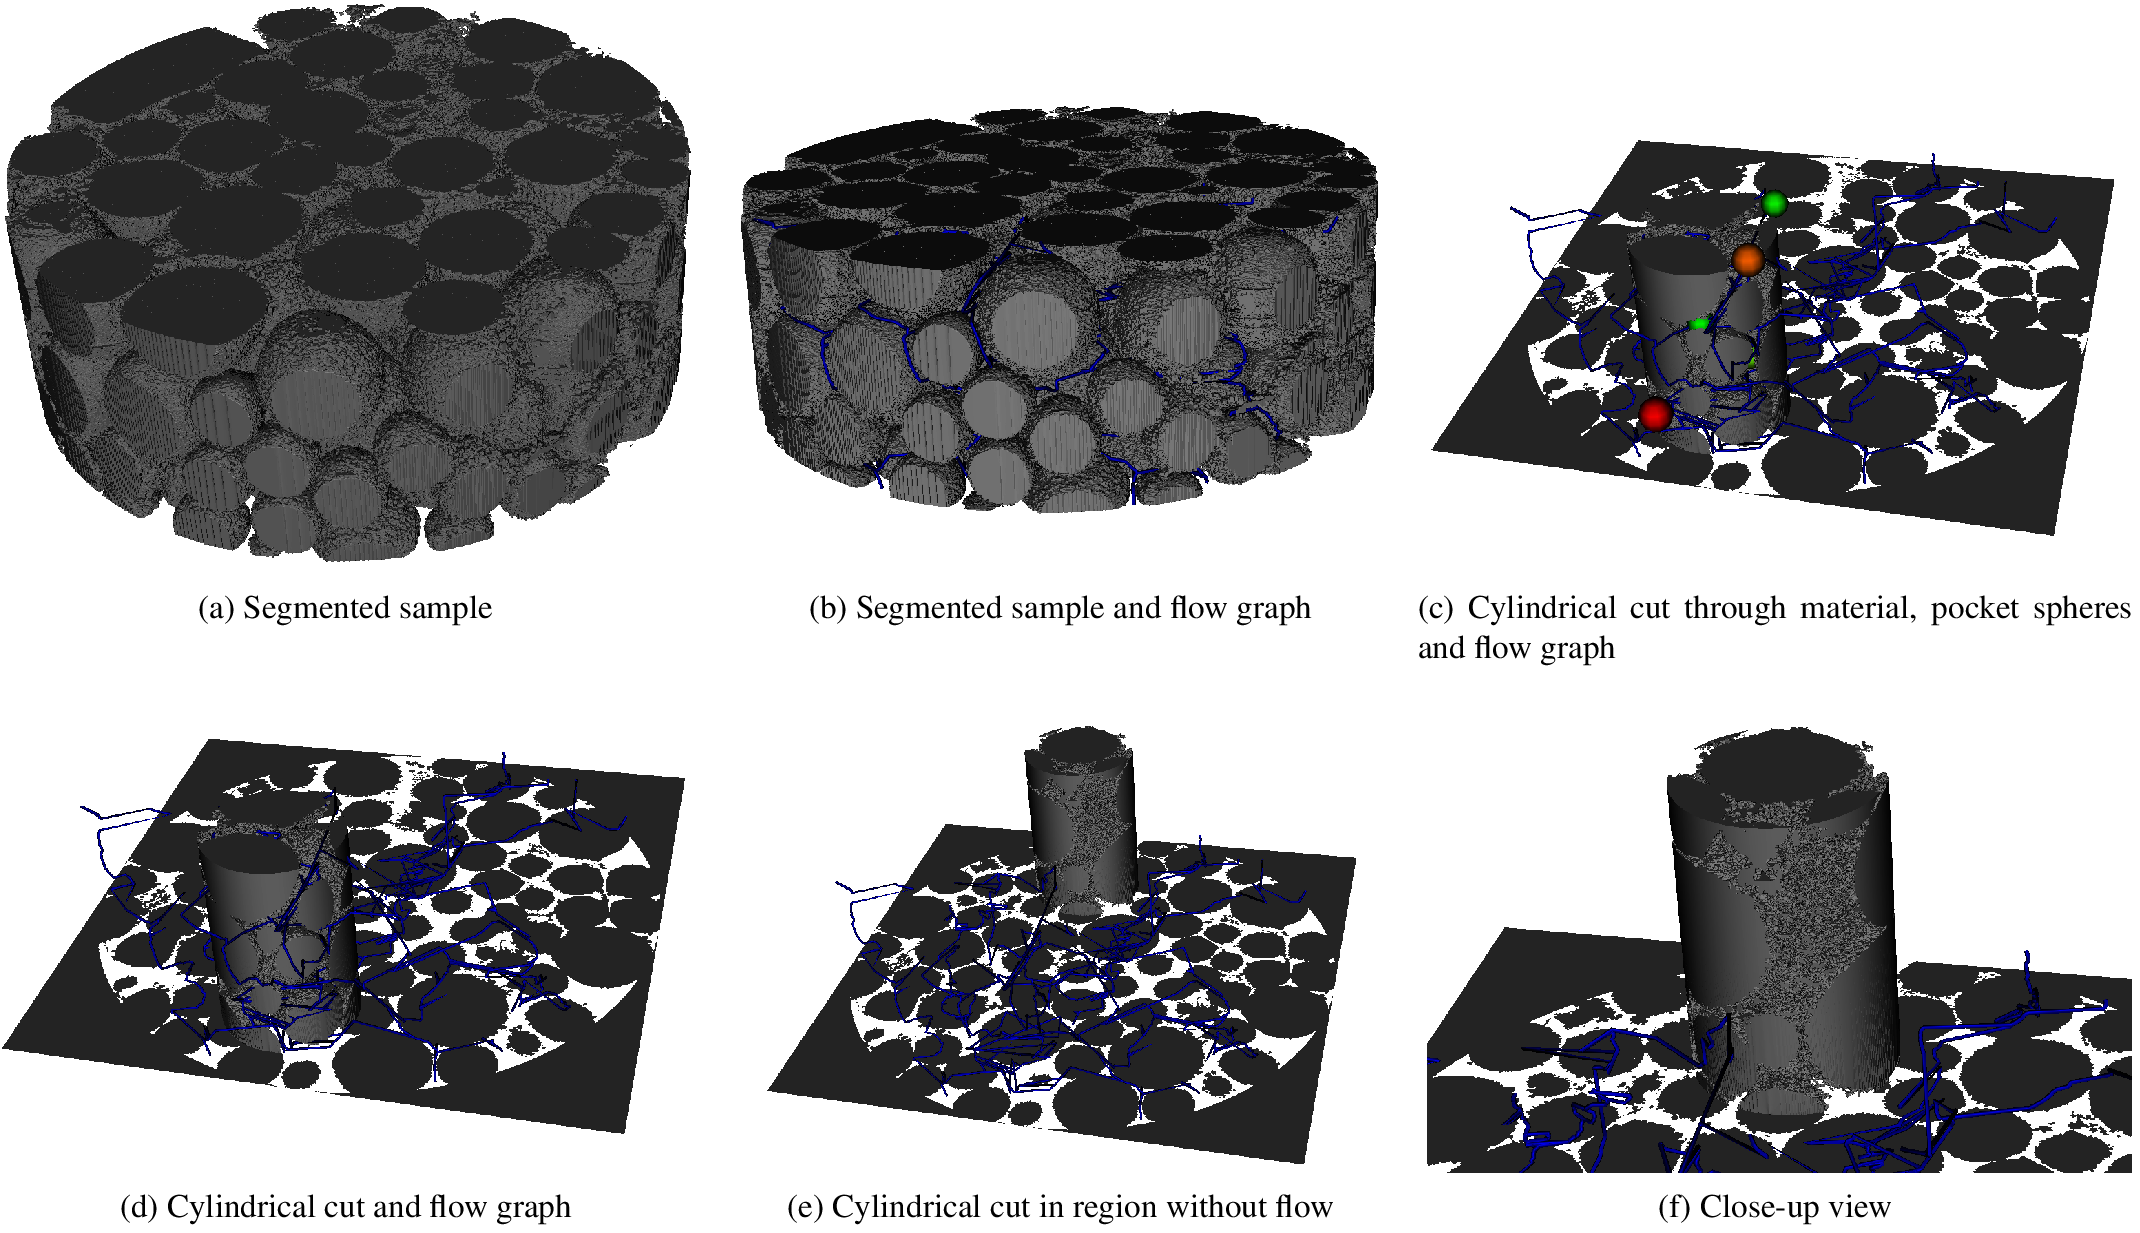 (a) Segmented sample
(b) Segmented sample and flow graph
(c) Cylindrical cut through material, pocket spheres
and flow graph
(d) Cylindrical cut and flow graph
(e) Cylindrical cut in region without flow
(f) Close-up view